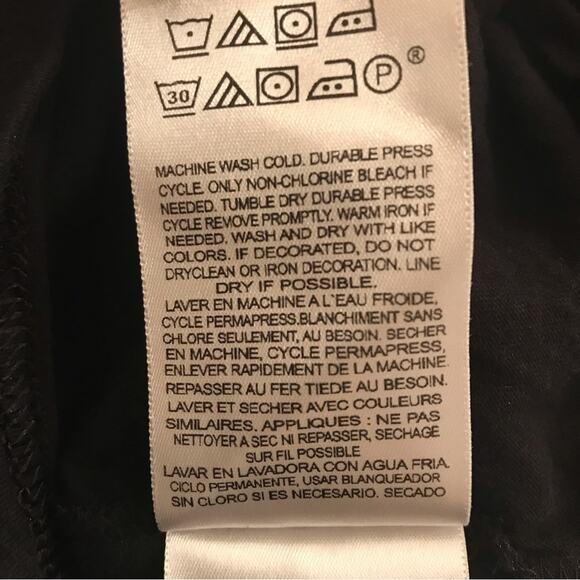 30 P ®
MACHINE WASH COLD. DURABLE PRESS
CYCLE. ONLY NON-CHLORINE BLEACH IF
NEEDED. TUMBLE DRY DURABLE PRESS
CYCLE REMOVE PROMPTLY. WARM IRON IF
NEEDED. WASH AND DRY WITH LIKE
COLORS. IF DECORATED, DO NOT
DRYCLEAN OR IRON DECORATION. LINE
DRY IF POSSIBLE.
LAVER EN MACHINE A L'EAU FROIDE,
CYCLE PERMAPRESS.BLANCHIMENT SANS
CHLORE SEULEMENT, AU BESOIN. SECHER
EN MACHINE, CYCLE PERMAPRESS,
ENLEVER RAPIDEMENT DE LA MACHINE.
REPASSER AU FER TIEDE AU BESOIN.
LAVER ET SECHER AVEC COULEURS
SIMILAIRES. APPLIQUES : NE PAS
NETTOYER A SEC NI REPASSER, SECHAGE
SUR FIL POSSIBLE
LAVAR EN LAVADORA CON AGUA FRIA.
CICLO PERMANENTE, USAR BLANQUEADOR
SIN CLORO SI ES NECESARIO. SECADO